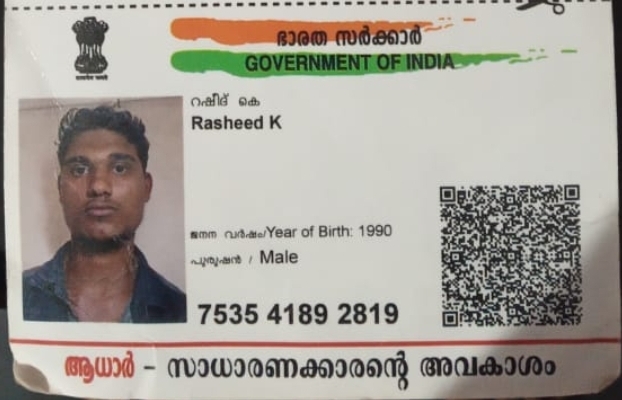 ഭാരത സർക്കാർ
GOVERNMENT OF INDIA
റഷീദ് കെ
Rasheed K
ജനന വർഷം/Year of Birth: 1990
പുരുഷൻ / Male
7535 4189 2819
ആധാർ – സാധാരണക്കാരന്റെ അവകാശം